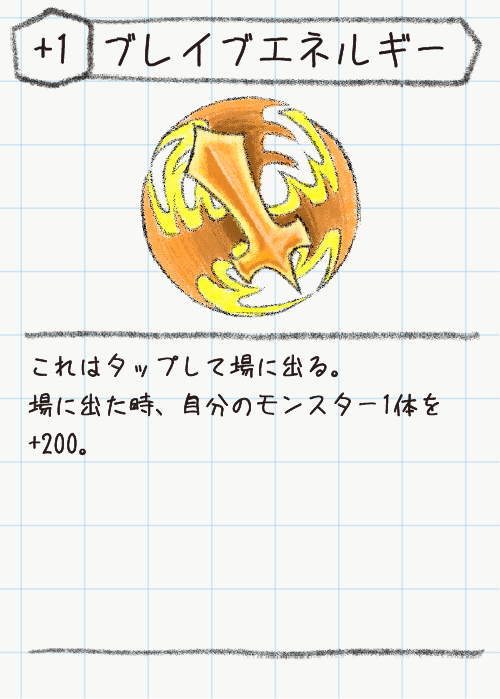 +1 ブレイブエネルギー
これはタップして場に出る。
場に出た時、自分のモンスター1体を
+200。